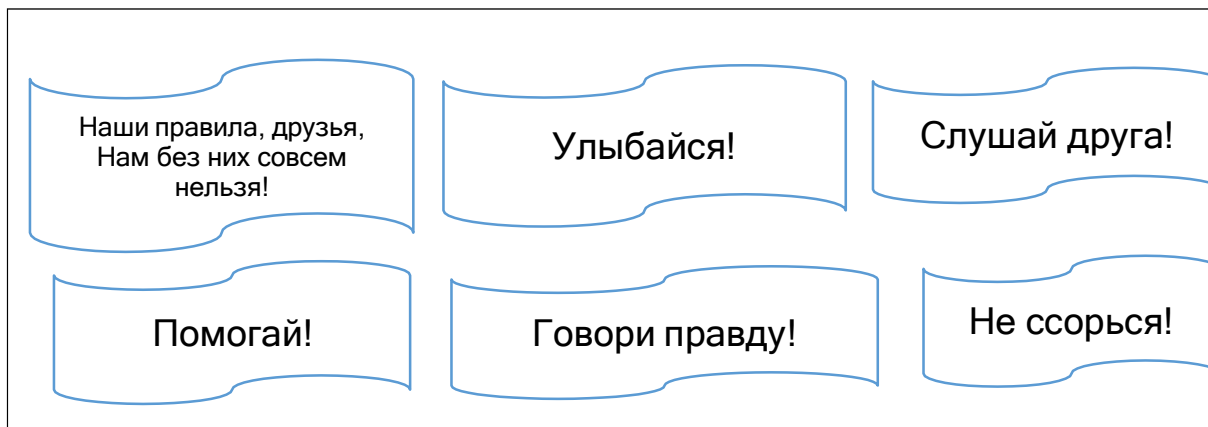 Наши правила, друзья,
Нам без них совсем
нельзя!
Улыбайся!
Слушай друга!
Помогай!
Говори правду!
Не ссорься!